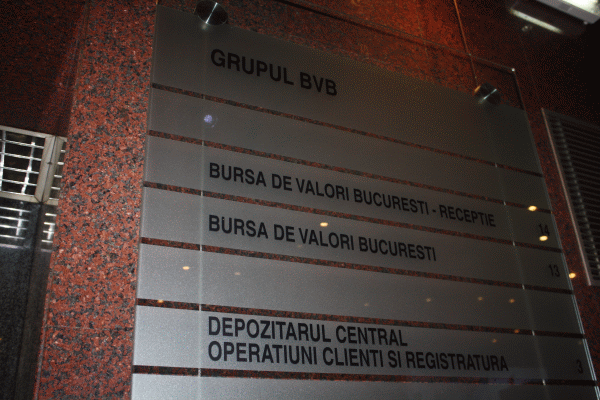 GRUPUL BVB
BURSA DE VALORI BUCURESTI - RECEPTIE 14
BURSA DE VALORI BUCURESTI 13
DEPOZITARUL CENTRAL
OPERATIUNI CLIENTI SI REGISTRATURA 3